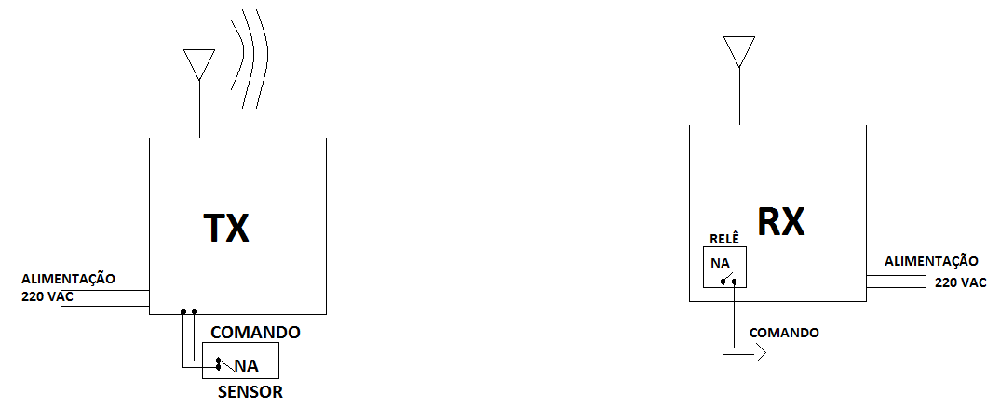 TX
ALIMENTAÇÃO
220 VAC
COMANDO
NA
SENSOR
RX
RELÊ
NA
ALIMENTAÇÃO
220 VAC
COMANDO